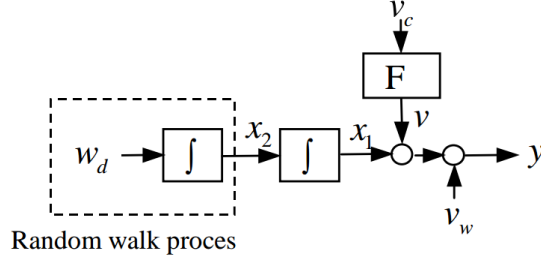 v_c
F
v
w_d ∫ x_2 ∫ x_1 y
v_w
Random walk proces